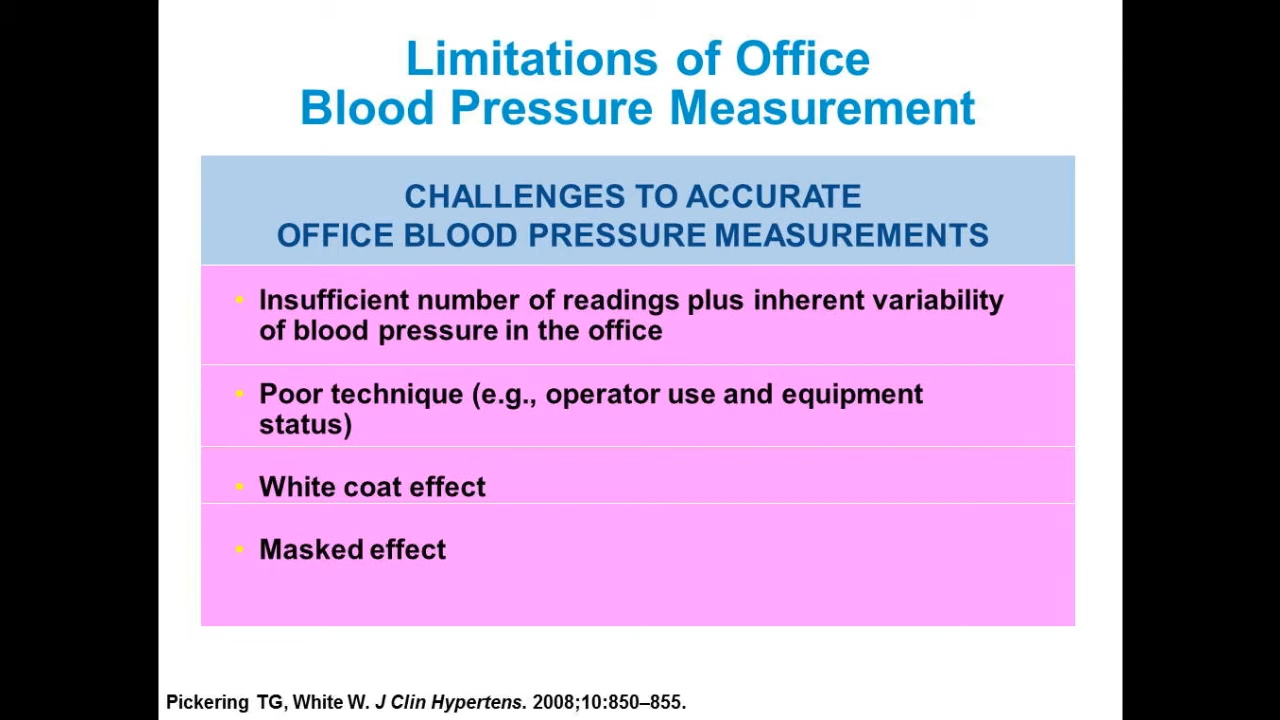 Limitations of Office
Blood Pressure Measurement
CHALLENGES TO ACCURATE
OFFICE BLOOD PRESSURE MEASUREMENTS
• Insufficient number of readings plus inherent variability
of blood pressure in the office
• Poor technique (e.g., operator use and equipment
status)
• White coat effect
• Masked effect
Pickering TG, White W. J Clin Hypertens. 2008;10:850–855.